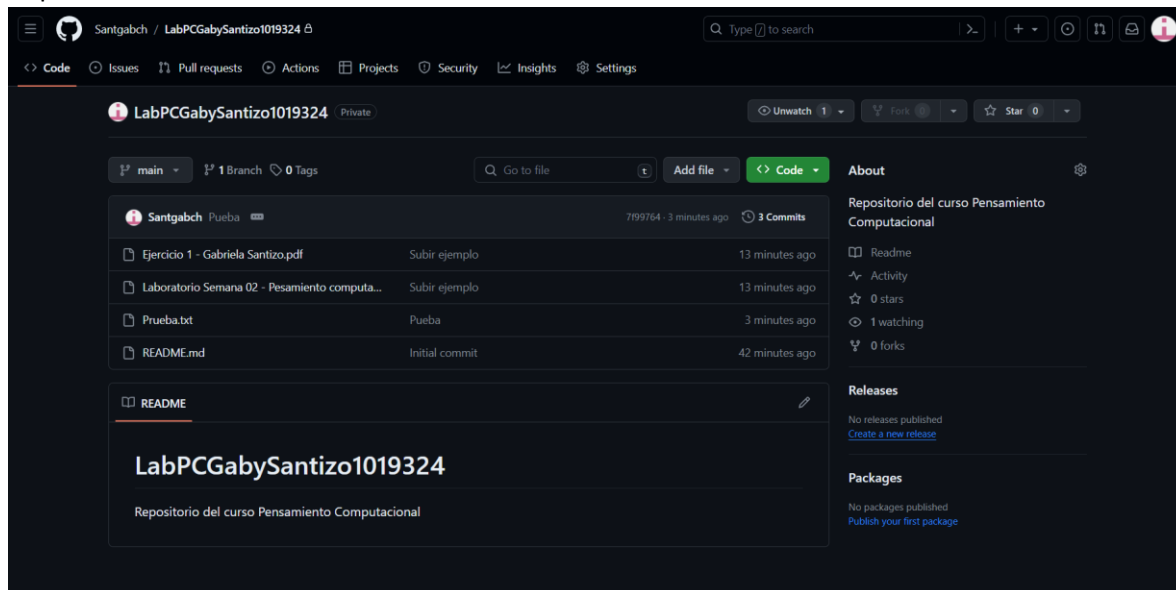 Santgabch / LabPCGabySantizo1019324
Type / to search
Code Issues Pull requests Actions Projects Security Insights Settings
LabPCGabySantizo1019324 Private
Unwatch 1 Fork 0 Star 0
main 1 Branch 0 Tags Go to file t Add file Code
Santgabch Pueba 7f99764 · 3 minutes ago 3 Commits
Ejercicio 1 - Gabriela Santizo.pdf Subir ejemplo 13 minutes ago
Laboratorio Semana 02 - Pesamiento computa... Subir ejemplo 13 minutes ago
Prueba.txt Pueba 3 minutes ago
README.md Initial commit 42 minutes ago
README
LabPCGabySantizo1019324
Repositorio del curso Pensamiento Computacional
About
Repositorio del curso Pensamiento
Computacional
Readme
Activity
0 stars
1 watching
0 forks
Releases
No releases published
Create a new release
Packages
No packages published
Publish your first package